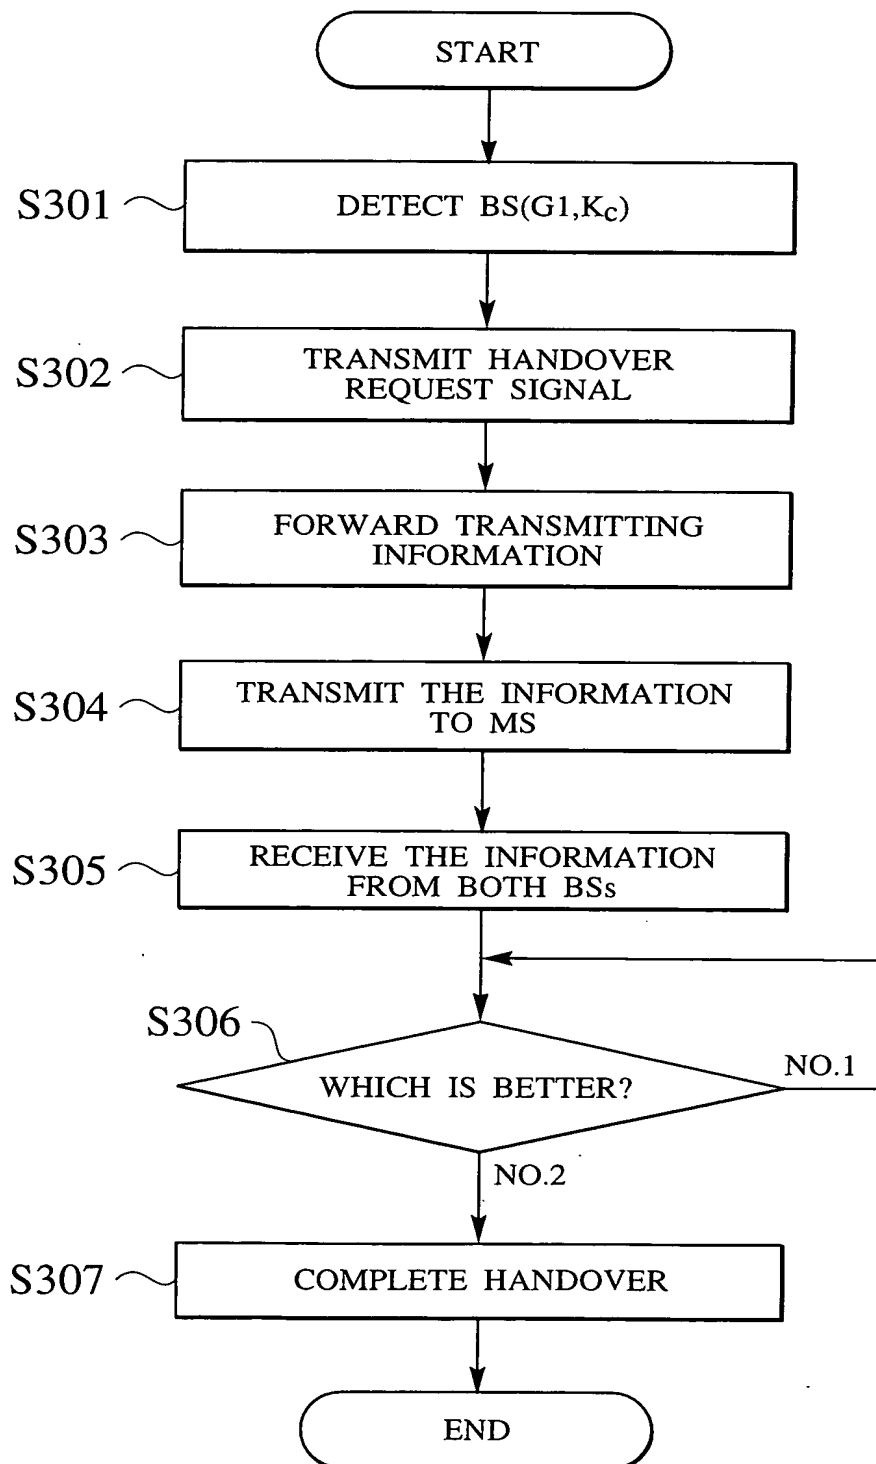 START
S301
DETECT BS(G1,Kc)
S302
TRANSMIT HANDOVER
REQUEST SIGNAL
S303
FORWARD TRANSMITTING
INFORMATION
S304
TRANSMIT THE INFORMATION
TO MS
S305
RECEIVE THE INFORMATION
FROM BOTH BSs
S306
WHICH IS BETTER?
NO.1
NO.2
S307
COMPLETE HANDOVER
END